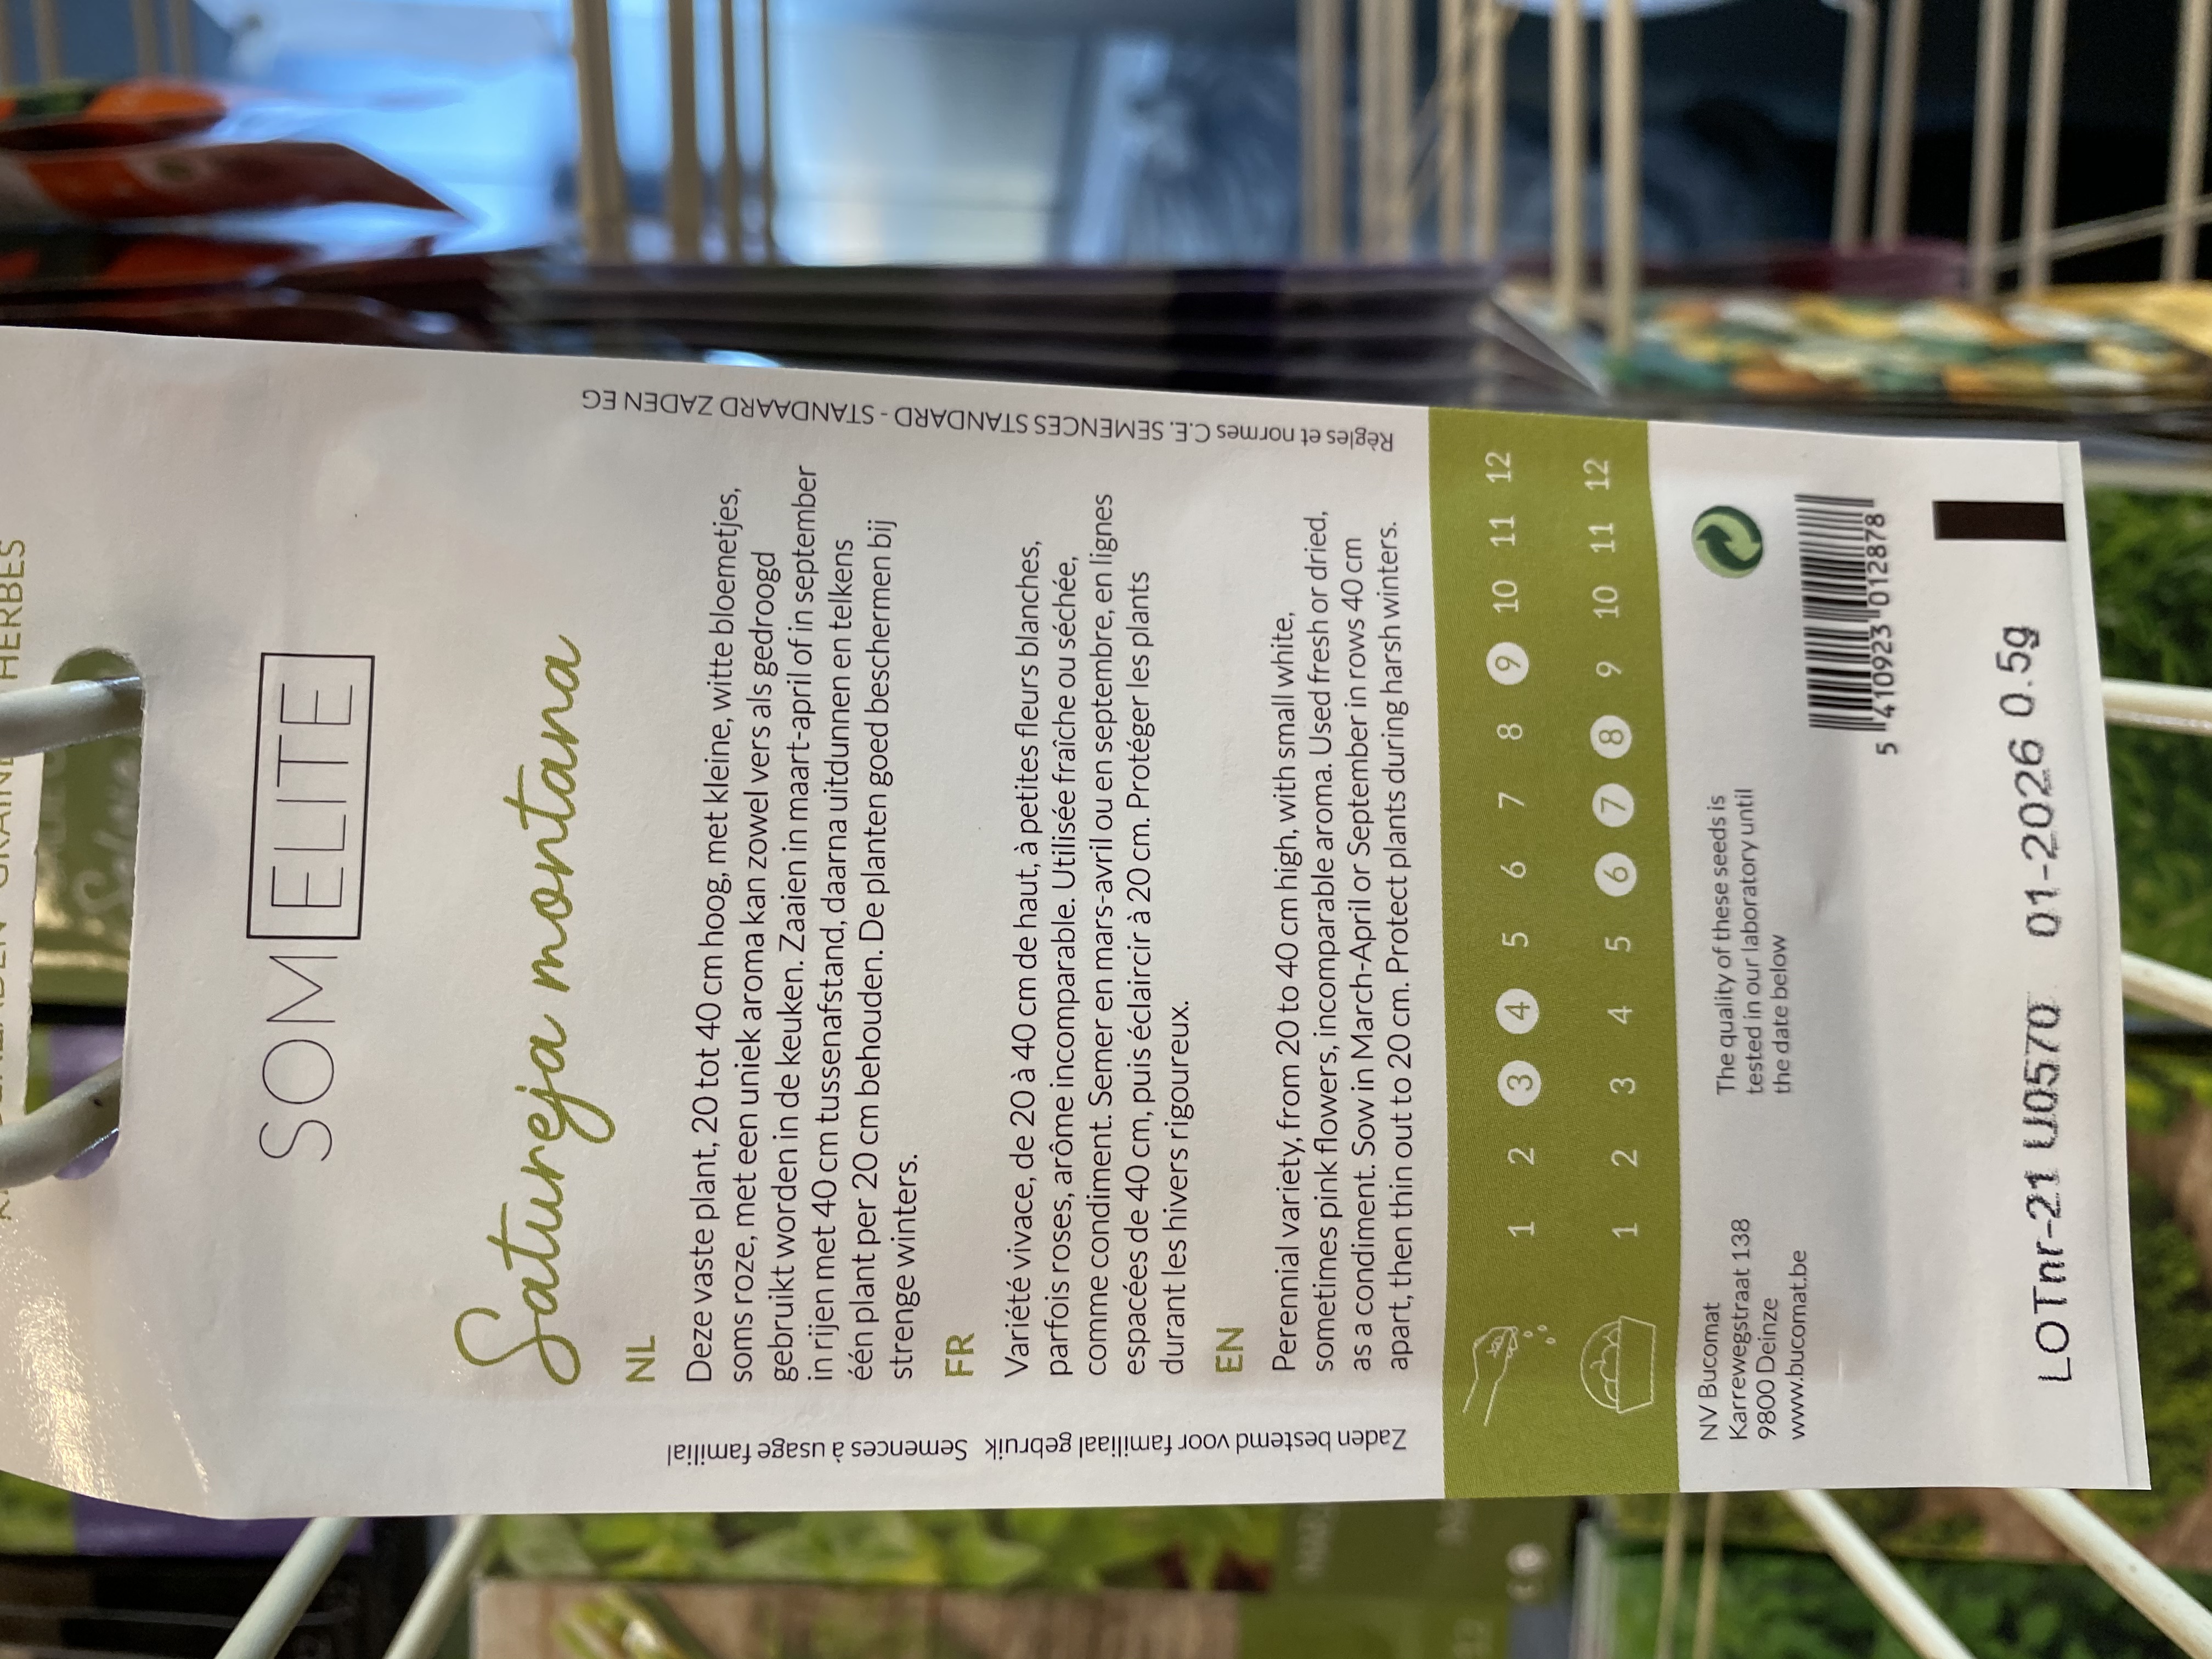 SOM ELITE
Satureja montana
NL
Deze vaste plant, 20 tot 40 cm hoog, met kleine, witte bloemetjes,
soms roze, met een uniek aroma kan zowel vers als gedroogd
gebruikt worden in de keuken. Zaaien in maart-april of in september
in rijen met 40 cm tussenafstand, daarna uitdunnen en telkens
één plant per 20 cm behouden. De planten goed beschermen bij
strenge winters.
FR
Variété vivace, de 20 à 40 cm de haut, à petites fleurs blanches,
parfois roses, arôme incomparable. Utilisée fraîche ou séchée,
comme condiment. Semer en mars-avril ou en septembre, en lignes
espacées de 40 cm, puis éclaircir à 20 cm. Protéger les plants
durant les hivers rigoureux.
EN
Perennial variety, from 20 to 40 cm high, with small white,
sometimes pink flowers, incomparable aroma. Used fresh or dried,
as a condiment. Sow in March-April or September in rows 40 cm
apart, then thin out to 20 cm. Protect plants during harsh winters.
Zaden bestemd voor familiaal gebruik Semences à usage familial
Règles et normes C.E. SEMENCES STANDARD - STANDAARD ZADEN EG
1 2 3 4 5 6 7 8 9 10 11 12
1 2 3 4 5 6 7 8 9 10 11 12
NV Bucomat
Karrewegstraat 138
9800 Deinze
www.bucomat.be
The quality of these seeds is
tested in our laboratory until
the date below
5 410923 012878
LOTnr-21 U0570 01-2026 0.5g
HERBES